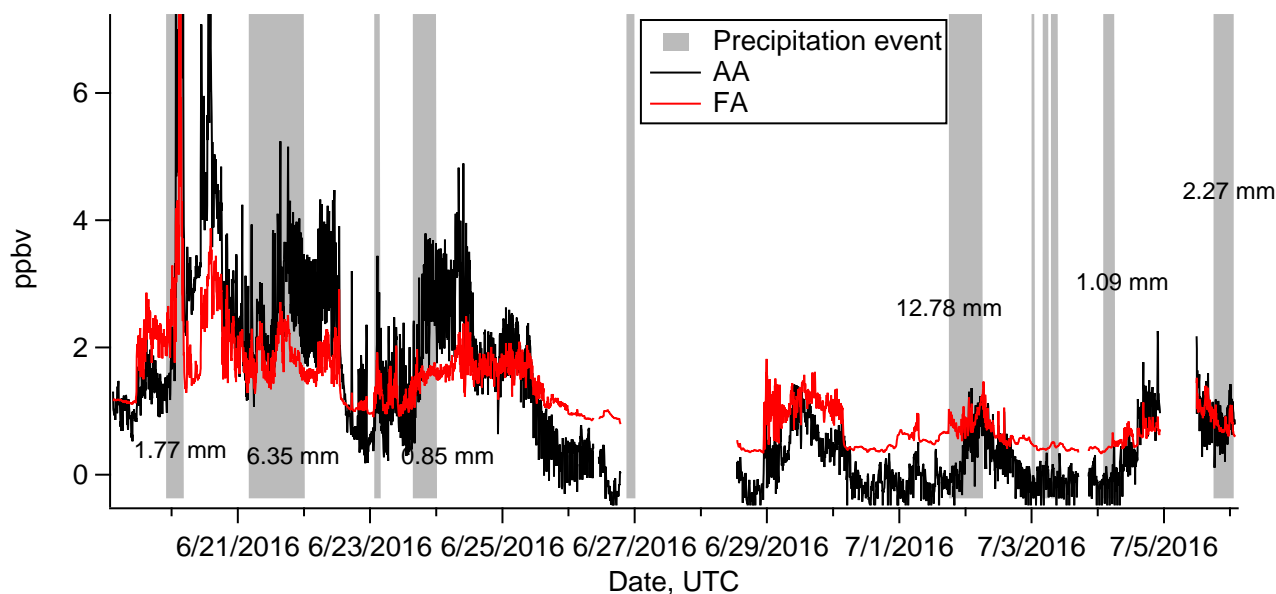 Precipitation event
AA
FA
6
4
2
0
ppbv
2.27 mm
1.09 mm
12.78 mm
1.77 mm
6.35 mm
0.85 mm
6/21/2016
6/23/2016
6/25/2016
6/27/2016
6/29/2016
7/1/2016
7/3/2016
7/5/2016
Date, UTC